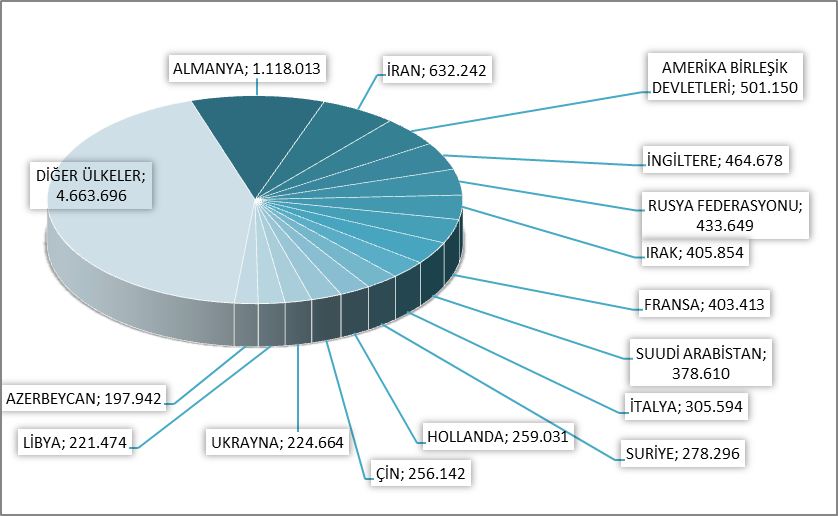 ALMANYA; 1.118.013
İRAN; 632.242
AMERİKA BİRLEŞİK
DEVLETLERİ; 501.150
İNGİLTERE; 464.678
RUSYA FEDERASYONU;
433.649
IRAK; 405.854
FRANSA; 403.413
SUUDİ ARABİSTAN;
378.610
İTALYA; 305.594
SURİYE; 278.296
HOLLANDA; 259.031
ÇİN; 256.142
UKRAYNA; 224.664
LİBYA; 221.474
AZERBEYCAN; 197.942
DİĞER ÜLKELER;
4.663.696